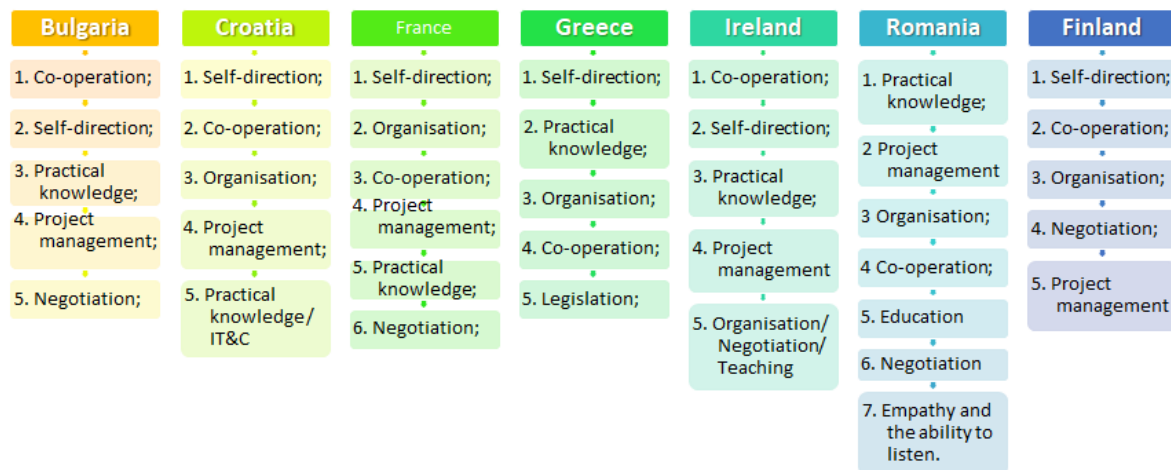 Bulgaria
1. Co-operation;
2. Self-direction;
3. Practical
knowledge;
4. Project
management;
5. Negotiation;
Croatia
1. Self-direction;
2. Co-operation;
3. Organisation;
4. Project
management;
5. Practical
knowledge/
IT&C
France
1. Self-direction;
2. Organisation;
3. Co-operation;
4. Project
management;
5. Practical
knowledge;
6. Negotiation;
Greece
1. Self-direction;
2. Practical
knowledge;
3. Organisation;
4. Co-operation;
5. Legislation;
Ireland
1. Co-operation;
2. Self-direction;
3. Practical
knowledge;
4. Project
management
5. Organisation/
Negotiation/
Teaching
Romania
1. Practical
knowledge;
2 Project
management
3 Organisation;
4 Co-operation;
5. Education
6. Negotiation
7. Empathy and
the ability to
listen.
Finland
1. Self-direction;
2. Co-operation;
3. Organisation;
4. Negotiation;
5. Project
management